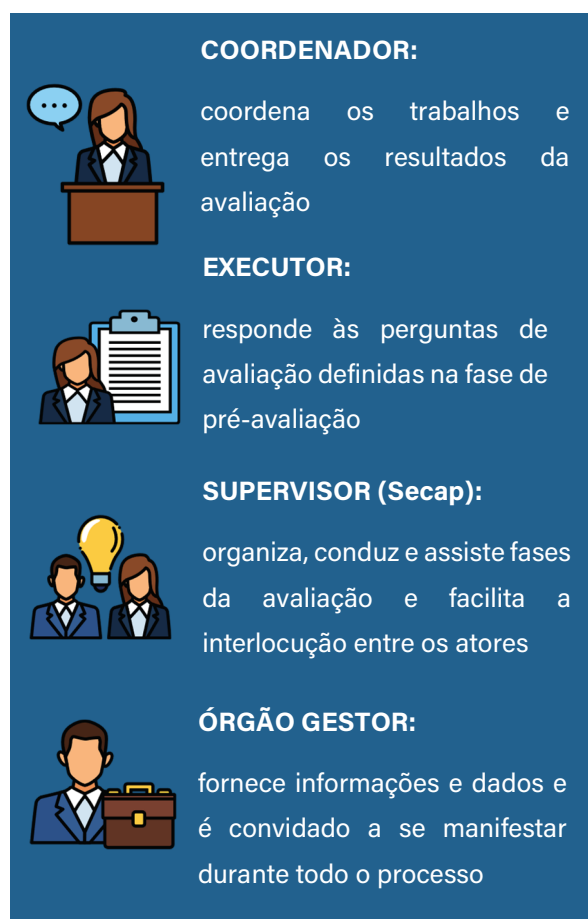 COORDENADOR:
coordena os trabalhos e
entrega os resultados da
avaliação
EXECUTOR:
responde às perguntas de
avaliação definidas na fase de
pré-avaliação
SUPERVISOR (Secap):
organiza, conduz e assiste fases
da avaliação e facilita a
interlocução entre os atores
ÓRGÃO GESTOR:
fornece informações e dados e
é convidado a se manifestar
durante todo o processo